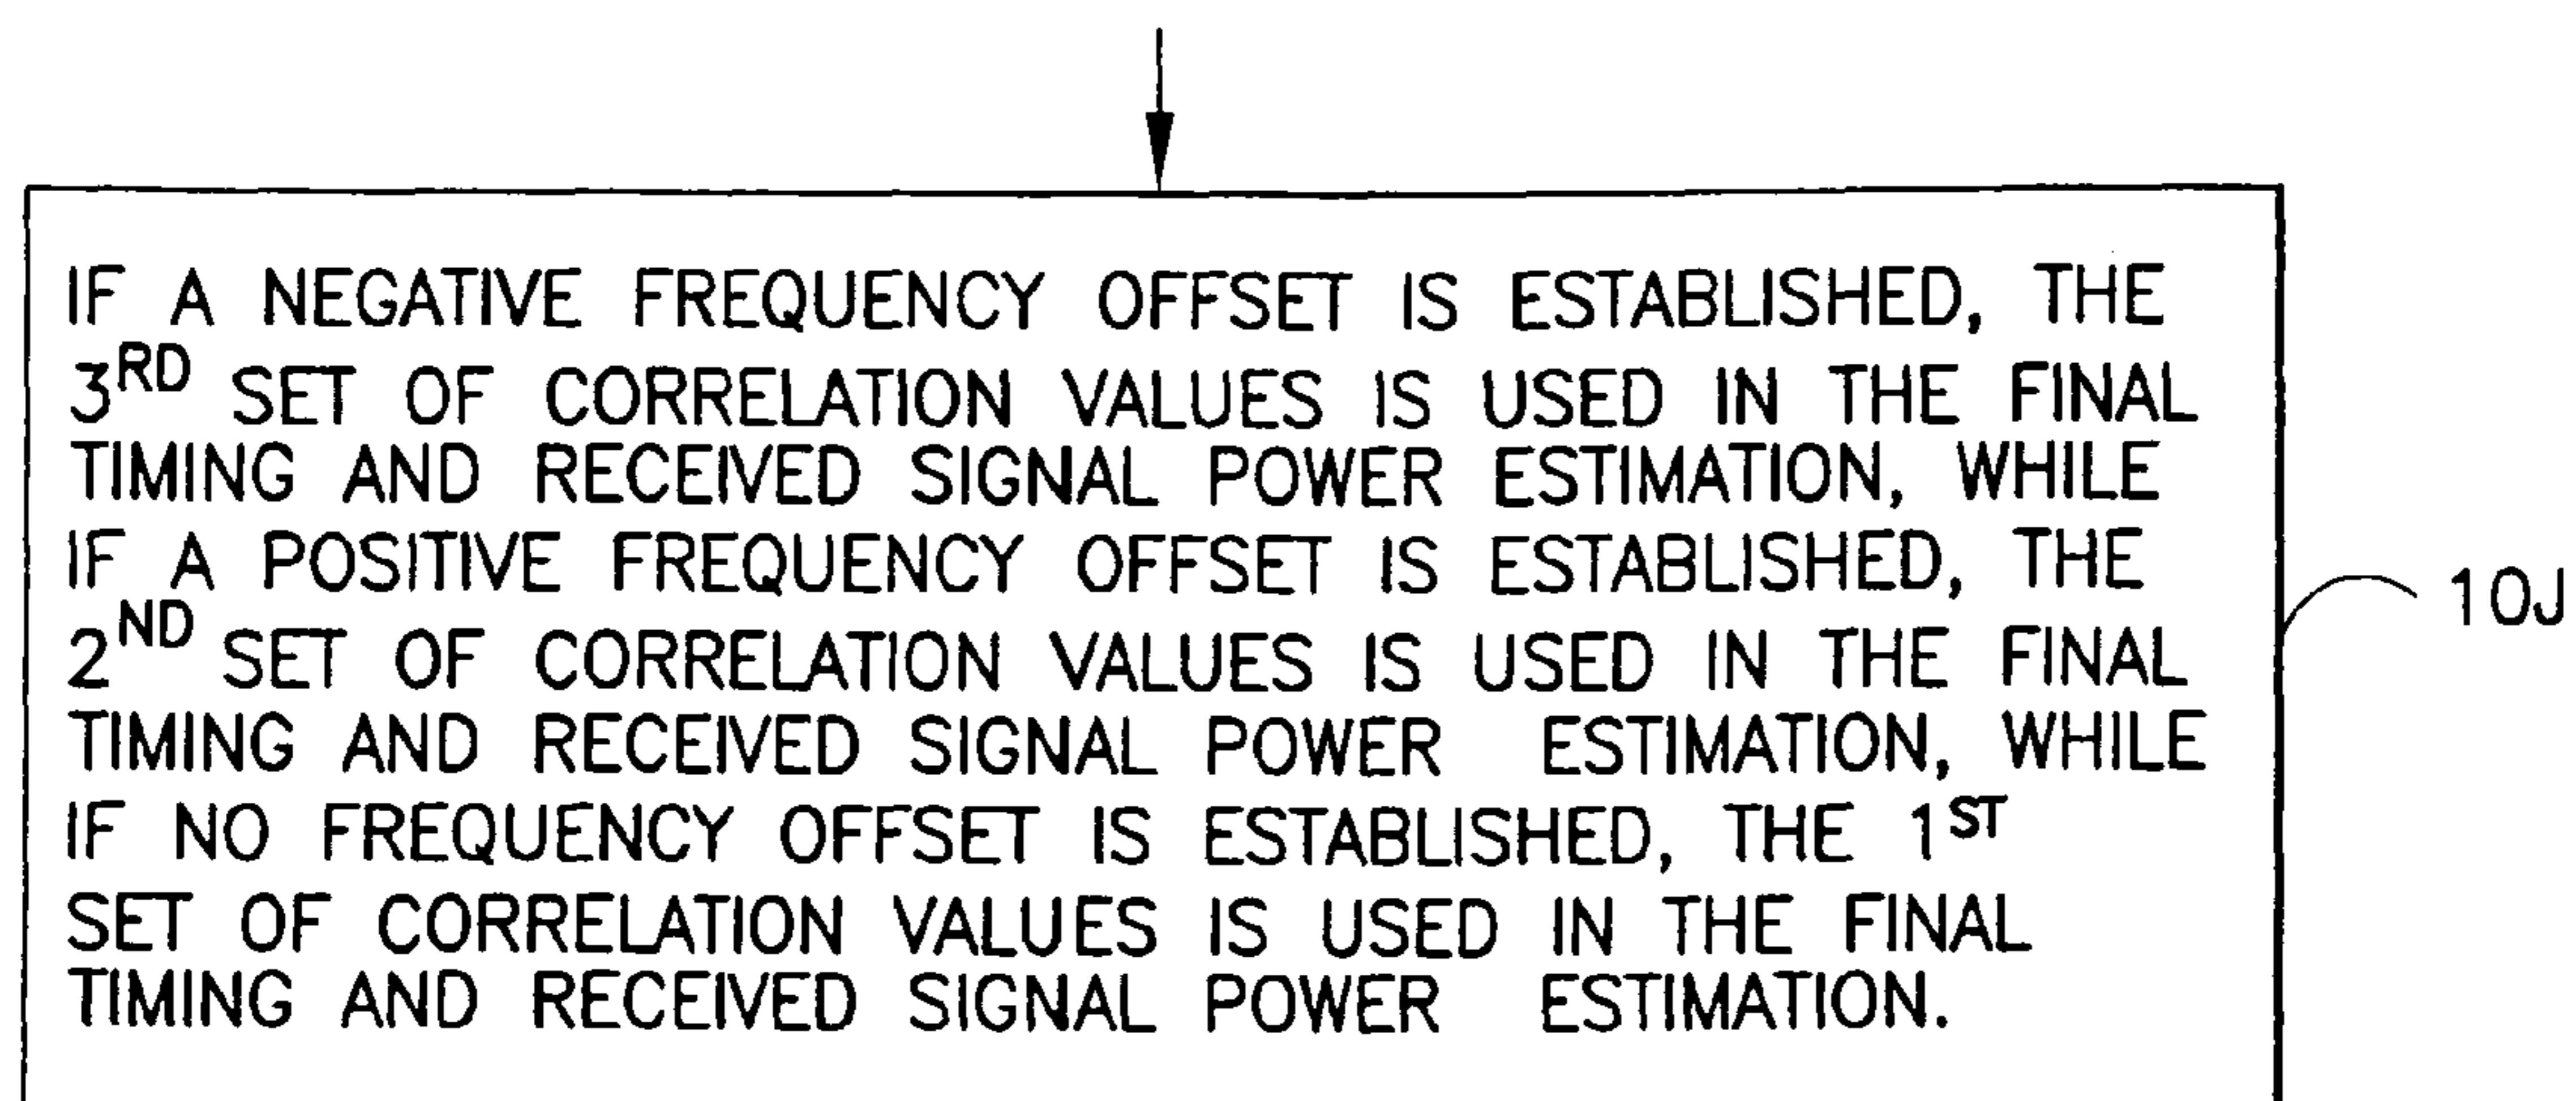 IF A NEGATIVE FREQUENCY OFFSET IS ESTABLISHED, THE
3RD SET OF CORRELATION VALUES IS USED IN THE FINAL
TIMING AND RECEIVED SIGNAL POWER ESTIMATION, WHILE
IF A POSITIVE FREQUENCY OFFSET IS ESTABLISHED, THE
2ND SET OF CORRELATION VALUES IS USED IN THE FINAL
TIMING AND RECEIVED SIGNAL POWER ESTIMATION, WHILE
IF NO FREQUENCY OFFSET IS ESTABLISHED, THE 1ST
SET OF CORRELATION VALUES IS USED IN THE FINAL
TIMING AND RECEIVED SIGNAL POWER ESTIMATION.
10J